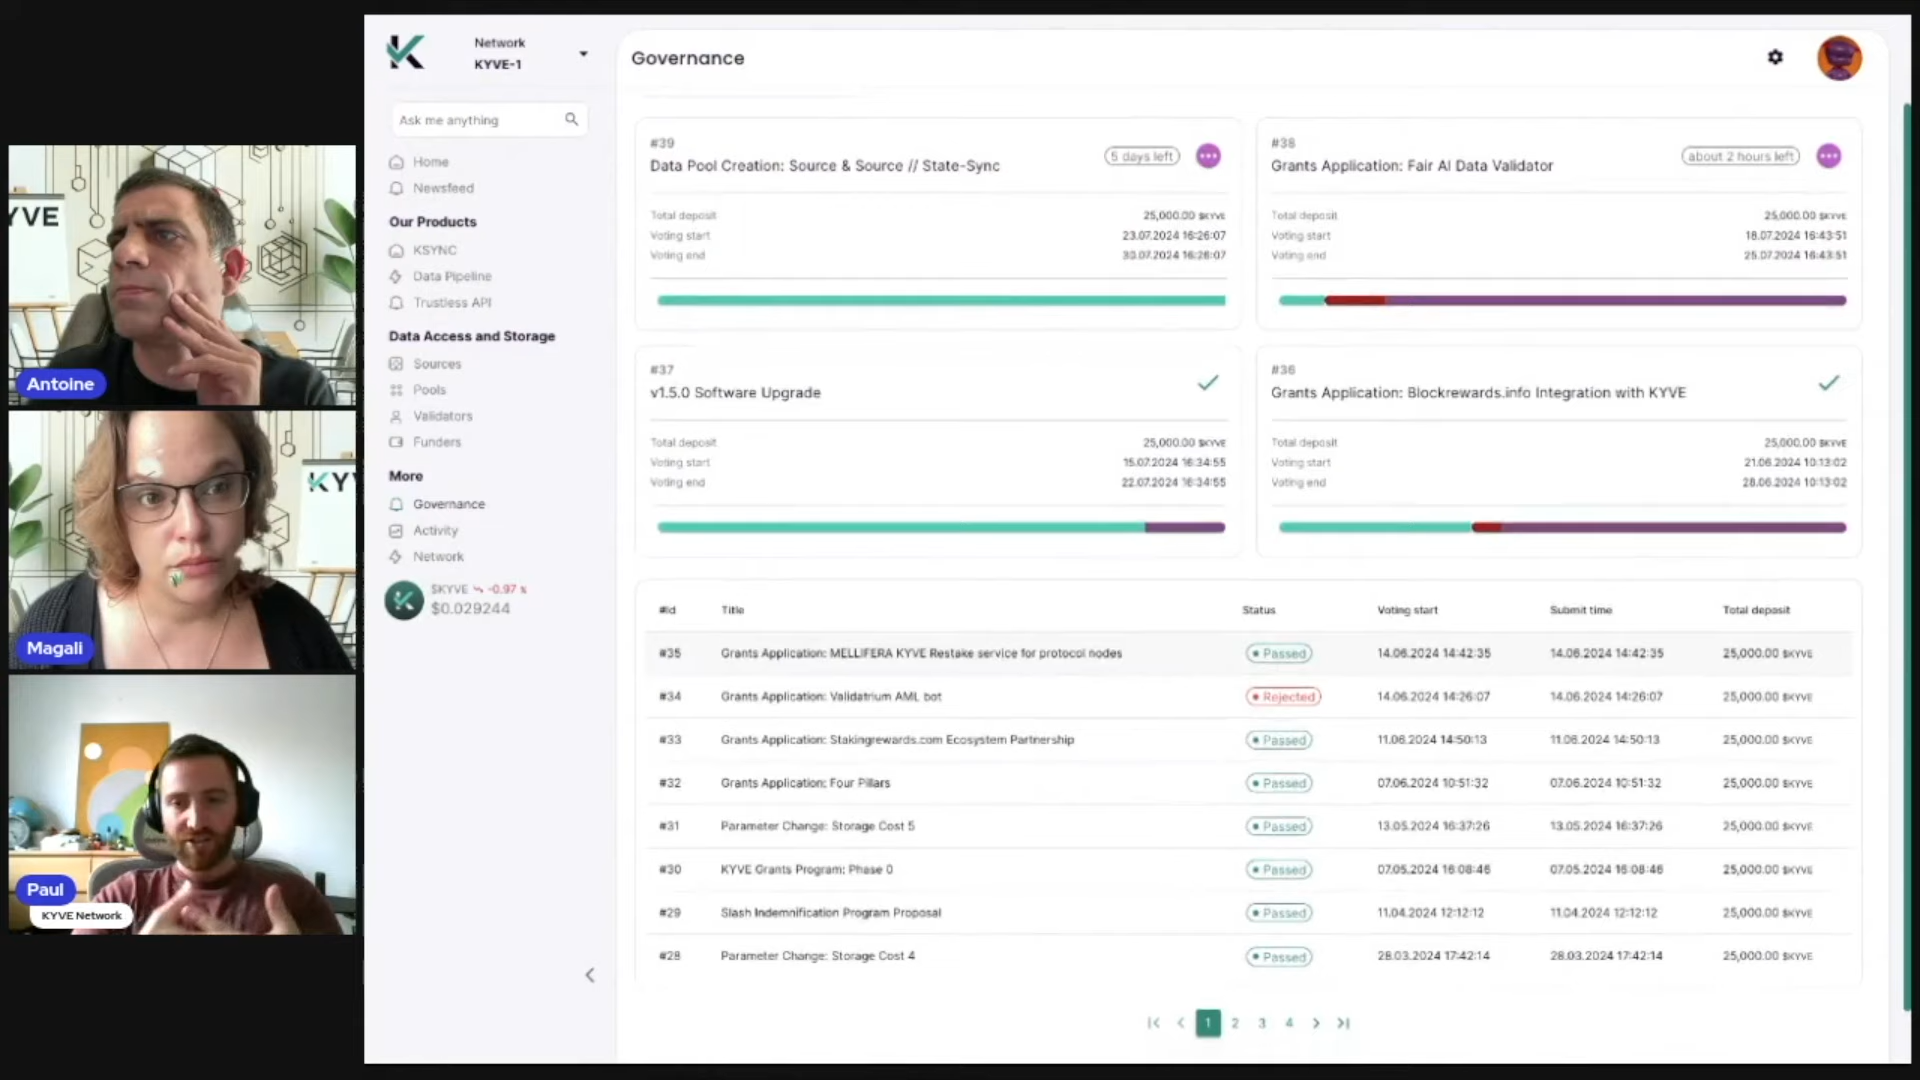 YVE
Antoine
KY
Magali
Paul
KYVE Network
Network
KYVE-1
Ask me anything
Home
Newsfeed
Our Products
KSYNC
Data Pipeline
Trustless API
Data Access and Storage
Sources
Pools
Validators
Funders
More
Governance
Activity
Network
$KYVE -0.97 %
$0.029244
Governance
#39
Data Pool Creation: Source & Source // State-Sync
5 days left
Total deposit 25,000.00 $KYVE
Voting start 23.07.2024 16:26:07
Voting end 30.07.2024 16:26:07
#38
Grants Application: Fair AI Data Validator
about 2 hours left
Total deposit 25,000.00 $KYVE
Voting start 18.07.2024 16:43:51
Voting end 25.07.2024 16:43:51
#37
v1.5.0 Software Upgrade
Total deposit 25,000.00 $KYVE
Voting start 15.07.2024 16:34:55
Voting end 22.07.2024 16:34:55
#36
Grants Application: Blockrewards.info Integration with KYVE
Total deposit 25,000.00 $KYVE
Voting start 21.06.2024 10:13:02
Voting end 28.06.2024 10:13:02
#Id Title Status Voting start Submit time Total deposit
#35 Grants Application: MELLIFERA KYVE Restake service for protocol nodes Passed 14.06.2024 14:42:35 14.06.2024 14:42:35 25,000.00 $KYVE
#34 Grants Application: Validatrium AML bot Rejected 14.06.2024 14:26:07 14.06.2024 14:26:07 25,000.00 $KYVE
#33 Grants Application: Stakingrewards.com Ecosystem Partnership Passed 11.06.2024 14:50:13 11.06.2024 14:50:13 25,000.00 $KYVE
#32 Grants Application: Four Pillars Passed 07.06.2024 10:51:32 07.06.2024 10:51:32 25,000.00 $KYVE
#31 Parameter Change: Storage Cost 5 Passed 13.05.2024 16:37:26 13.05.2024 16:37:26 25,000.00 $KYVE
#30 KYVE Grants Program: Phase 0 Passed 07.05.2024 16:08:46 07.05.2024 16:08:46 25,000.00 $KYVE
#29 Slash Indemnification Program Proposal Passed 11.04.2024 12:12:12 11.04.2024 12:12:12 25,000.00 $KYVE
#28 Parameter Change: Storage Cost 4 Passed 28.03.2024 17:42:14 28.03.2024 17:42:14 25,000.00 $KYVE
1 2 3 4